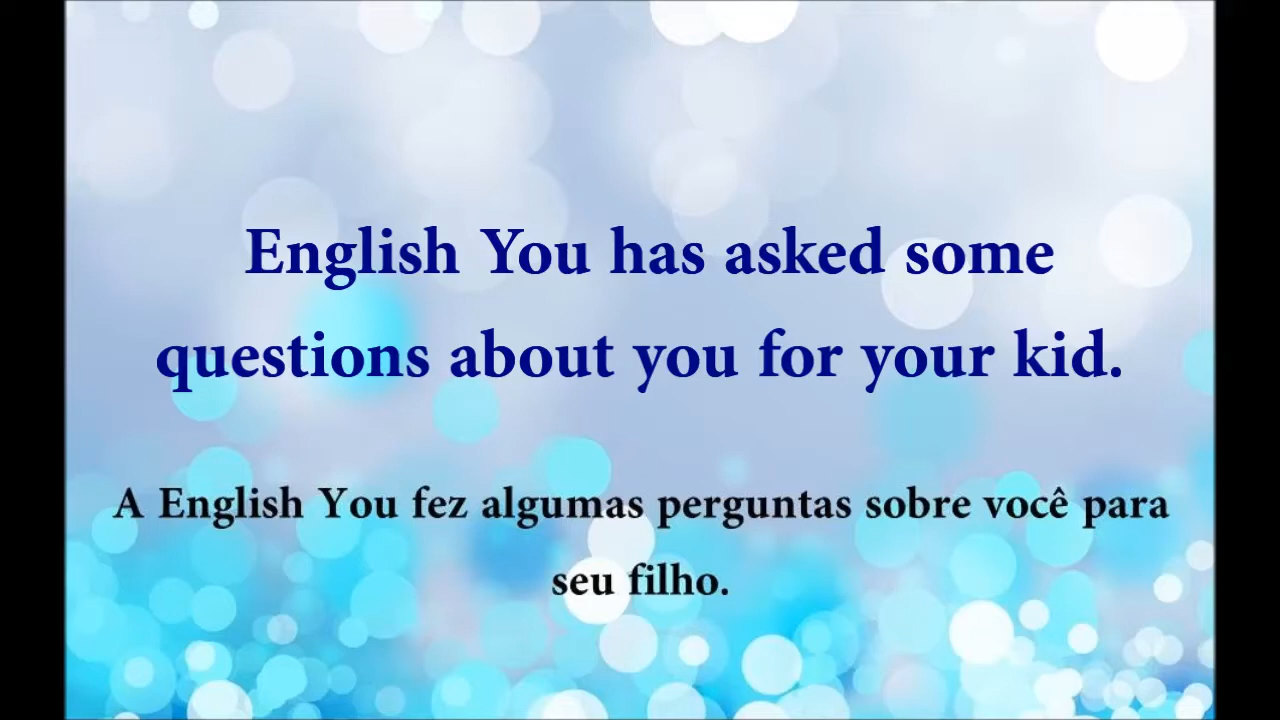 English You has asked some
questions about you for your kid.
A English You fez algumas perguntas sobre você para
seu filho.